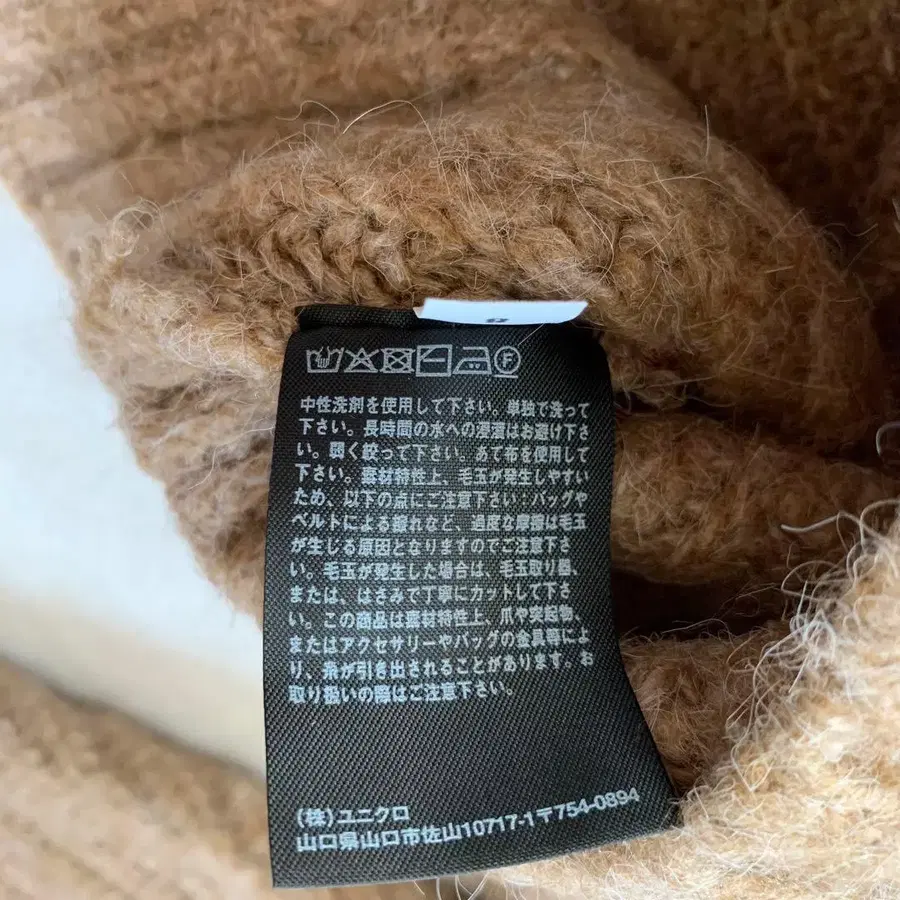 F
中性洗剤を使用して下さい。単独で洗って
下さい。長時間の水への浸漬はお避け下さ
い。弱く絞って下さい。あて布を使用して
下さい。素材特性上、毛玉が発生しやすい
ため、以下の点にご注意下さい:バッグや
ベルトによる擦れなど、過度な摩擦は毛玉
が生じる原因となりますのでご注意下さ
い。毛玉が発生した場合は、毛玉取り器、
または、はさみで丁寧にカットして下さ
い。この商品は素材特性上、爪や突起物、
またはアクセサリーやバッグの金具等によ
り、糸が引き出されることがあります。お
取り扱いの際はご注意下さい。
(株)ユニクロ
山口県山口市佐山10717-1〒754-0894